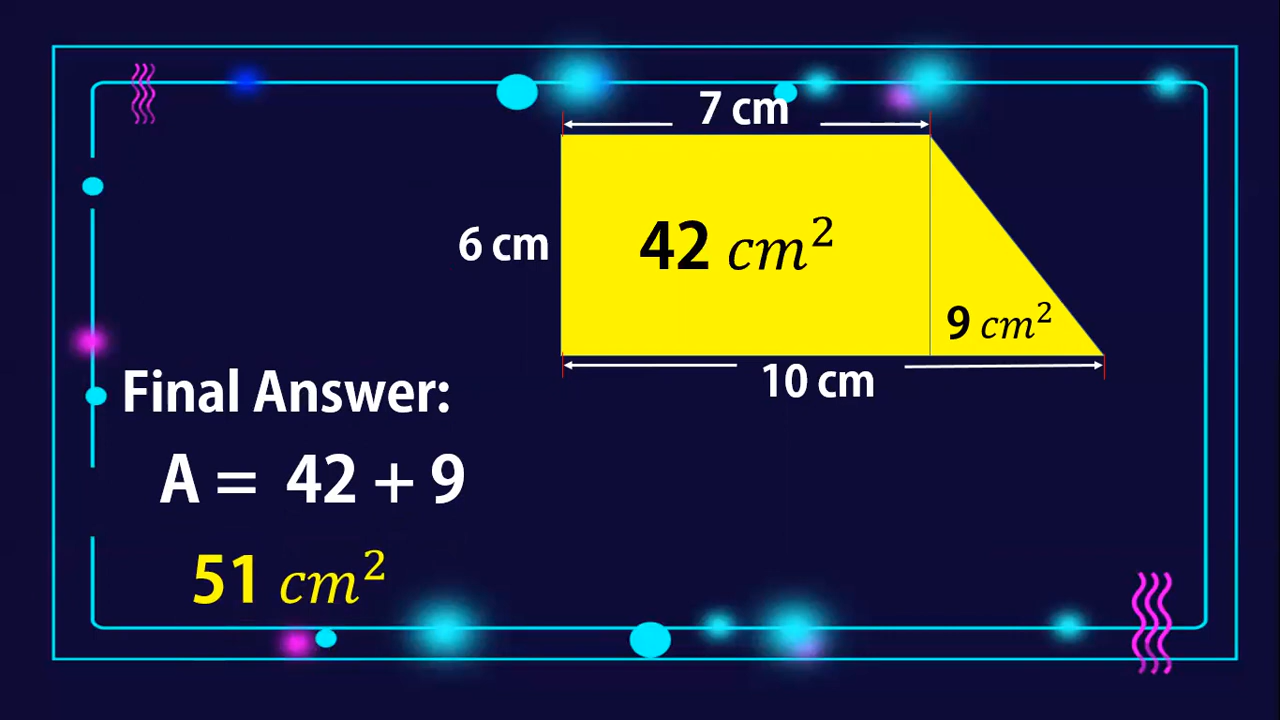 7 cm
6 cm
42 cm²
9 cm²
10 cm
Final Answer:
A = 42 + 9
51 cm²